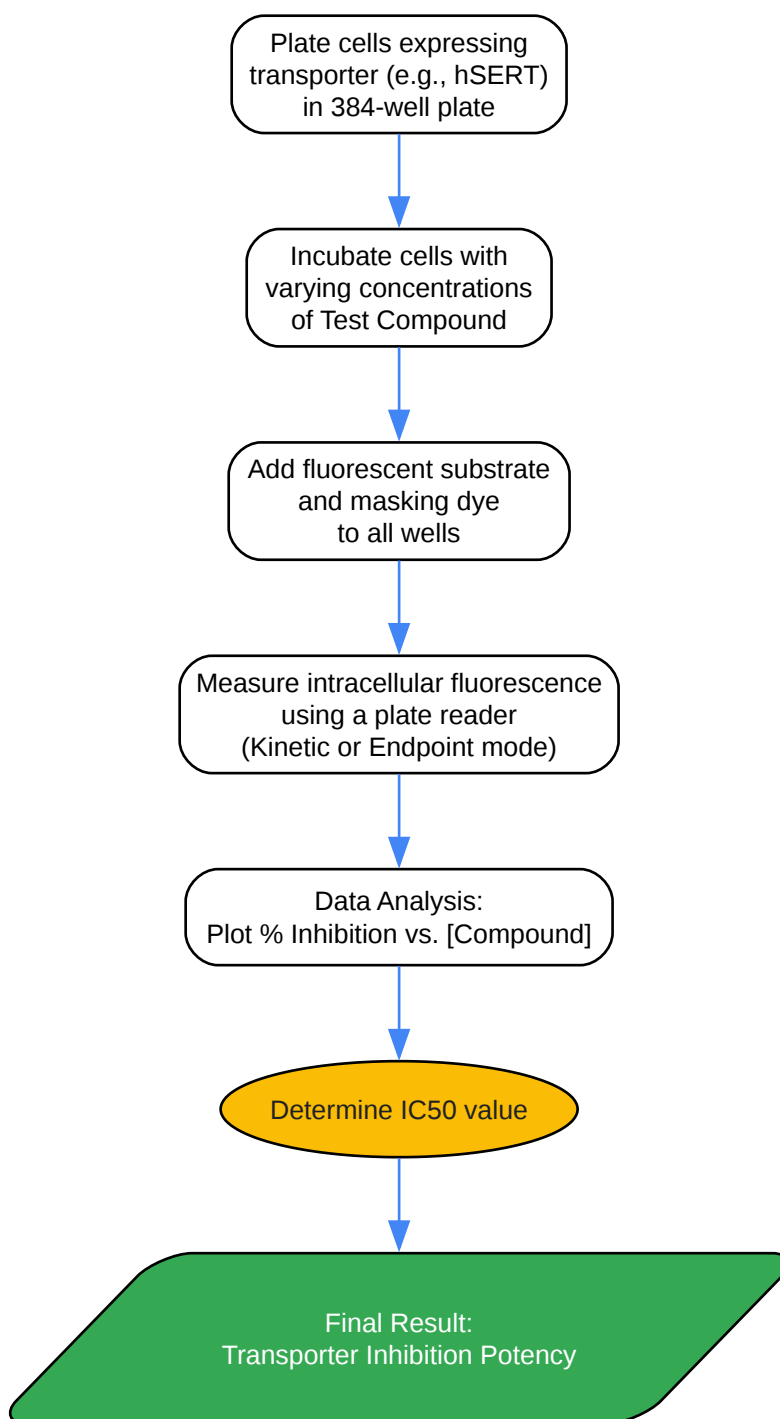 Plate cells expressing
transporter (e.g., hSERT)
in 384-well plate
Incubate cells with
varying concentrations
of Test Compound
Add fluorescent substrate
and masking dye
to all wells
Measure intracellular fluorescence
using a plate reader
(Kinetic or Endpoint mode)
Data Analysis:
Plot % Inhibition vs. [Compound]
Determine IC50 value
Final Result:
Transporter Inhibition Potency